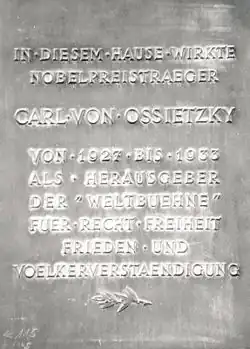 IN · DIESEM · HAUSE · WIRKTE
NOBELPREISTRAEGER
CARL · VON · OSSIETZKY
VON · 1927 · BIS · 1933
ALS · HERAUSGEBER
DER "WELTBUEHNE"
FUER · RECHT · FREIHEIT
FRIEDEN · UND
VOELKERVERSTAENDIGUNG